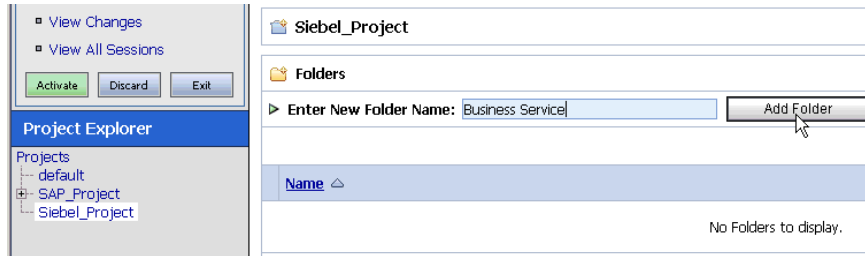 View Changes
View All Sessions
Activate Discard Exit
Project Explorer
Projects
default
SAP_Project
Siebel_Project
Siebel_Project
Folders
Enter New Folder Name: Business Service Add Folder
Name
No Folders to display.